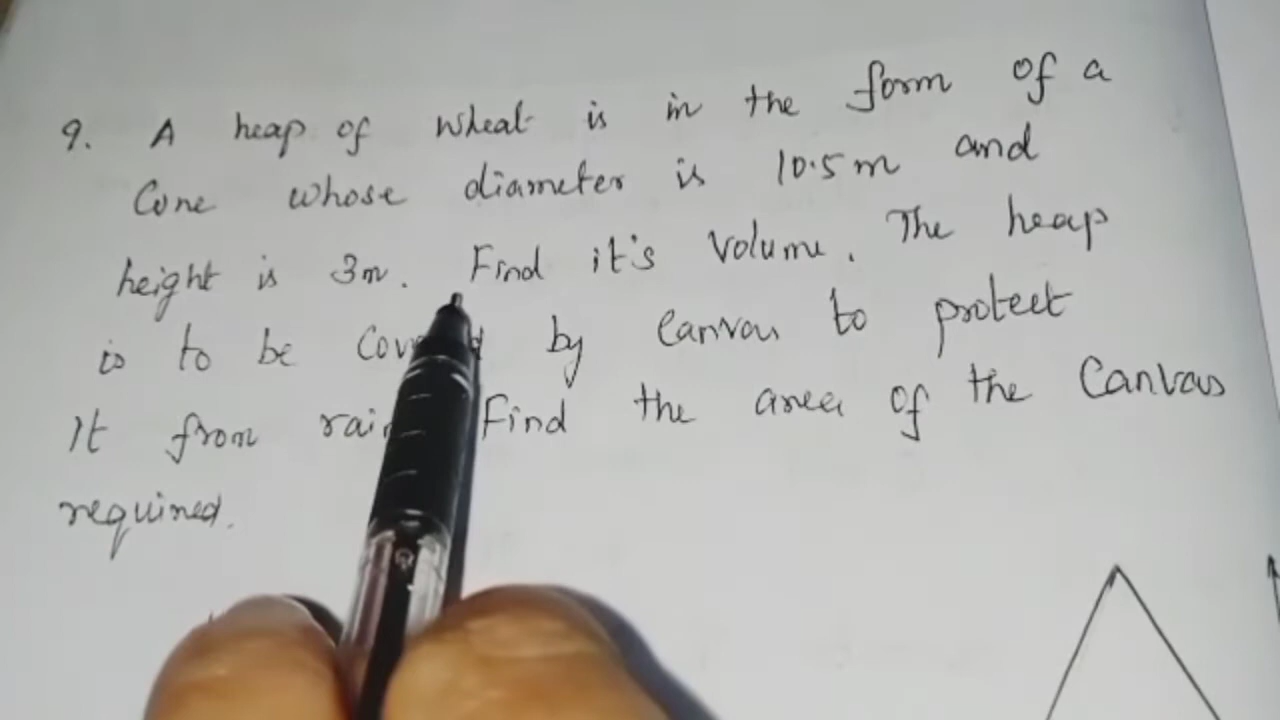 9. A heap of wheat is in the form of a
Cone whose diameter is 10.5m and
height is 3m. Find it's Volume. The heap
is to be by Canvas to protect
It from Find the area of the Canvas
required.